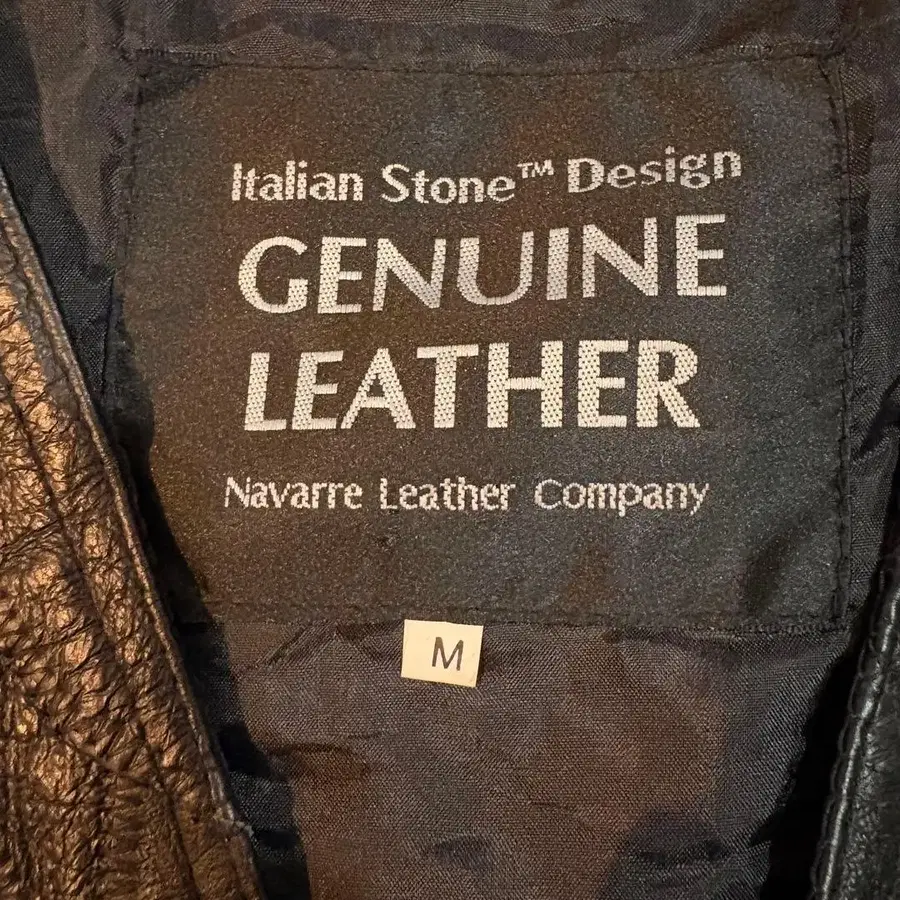 Italian Stone™ Design
GENUINE
LEATHER
Navarre Leather Company
M